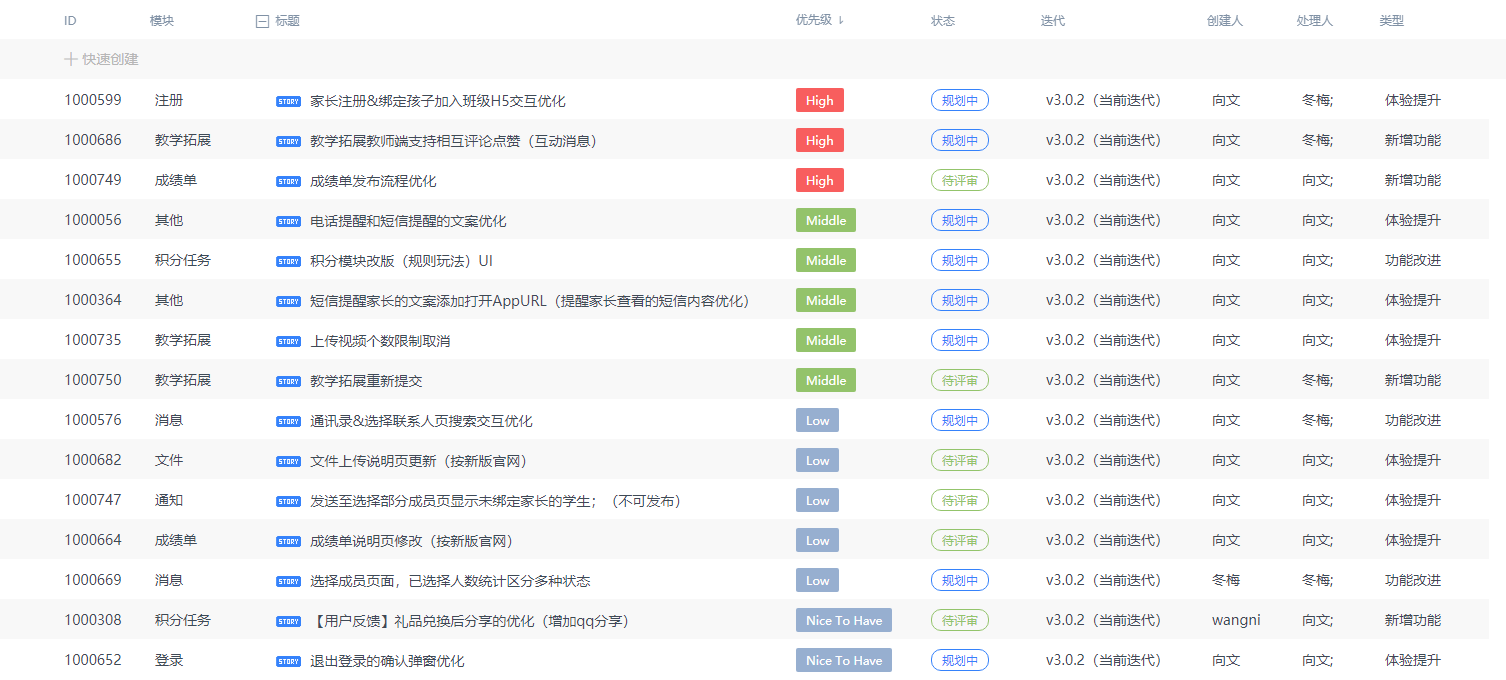 ID 模块 标题 优先级 状态 迭代 创建人 处理人 类型
快速创建
1000599 注册 STORY 家长注册&绑定孩子加入班级H5交互优化 High 规划中 v3.0.2（当前迭代） 向文 冬梅; 体验提升
1000686 教学拓展 STORY 教学拓展教师端支持相互评论点赞（互动消息） High 规划中 v3.0.2（当前迭代） 向文 冬梅; 新增功能
1000749 成绩单 STORY 成绩单发布流程优化 High 待评审 v3.0.2（当前迭代） 向文 向文; 新增功能
1000056 其他 STORY 电话提醒和短信提醒的文案优化 Middle 规划中 v3.0.2（当前迭代） 向文 向文; 体验提升
1000655 积分任务 STORY 积分模块改版（规则玩法）UI Middle 规划中 v3.0.2（当前迭代） 向文 向文; 功能改进
1000364 其他 STORY 短信提醒家长的文案添加打开AppURL（提醒家长查看的短信内容优化） Middle 规划中 v3.0.2（当前迭代） 向文 向文; 体验提升
1000735 教学拓展 STORY 上传视频个数限制取消 Middle 规划中 v3.0.2（当前迭代） 向文 向文; 体验提升
1000750 教学拓展 STORY 教学拓展重新提交 Middle 待评审 v3.0.2（当前迭代） 向文 冬梅; 新增功能
1000576 消息 STORY 通讯录&选择联系人页搜索交互优化 Low 规划中 v3.0.2（当前迭代） 向文 冬梅; 功能改进
1000682 文件 STORY 文件上传说明页更新（按新版官网） Low 待评审 v3.0.2（当前迭代） 向文 向文; 体验提升
1000747 通知 STORY 发送至选择部分成员页显示未绑定家长的学生；（不可发布） Low 待评审 v3.0.2（当前迭代） 向文 向文; 体验提升
1000664 成绩单 STORY 成绩单说明页修改（按新版官网） Low 待评审 v3.0.2（当前迭代） 向文 向文; 体验提升
1000669 消息 STORY 选择成员页面，已选择人数统计区分多种状态 Low 规划中 v3.0.2（当前迭代） 冬梅 冬梅; 功能改进
1000308 积分任务 STORY 【用户反馈】礼品兑换后分享的优化（增加qq分享） Nice To Have 待评审 v3.0.2（当前迭代） wangni 向文; 新增功能
1000652 登录 STORY 退出登录的确认弹窗优化 Nice To Have 规划中 v3.0.2（当前迭代） 向文 向文; 体验提升